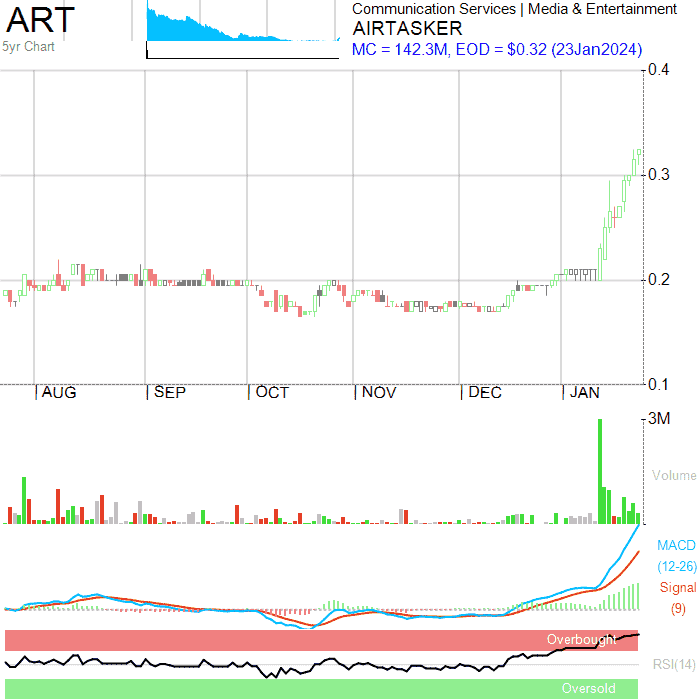 ART
5yr Chart
Communication Services | Media & Entertainment
AIRTASKER
MC = 142.3M, EOD = $0.32 (23Jan2024)
0.4
0.3
0.2
0.1
AUG
SEP
OCT
NOV
DEC
JAN
3M
Volume
MACD
(12-26)
Signal
(9)
Overbought
RSI(14)
Oversold